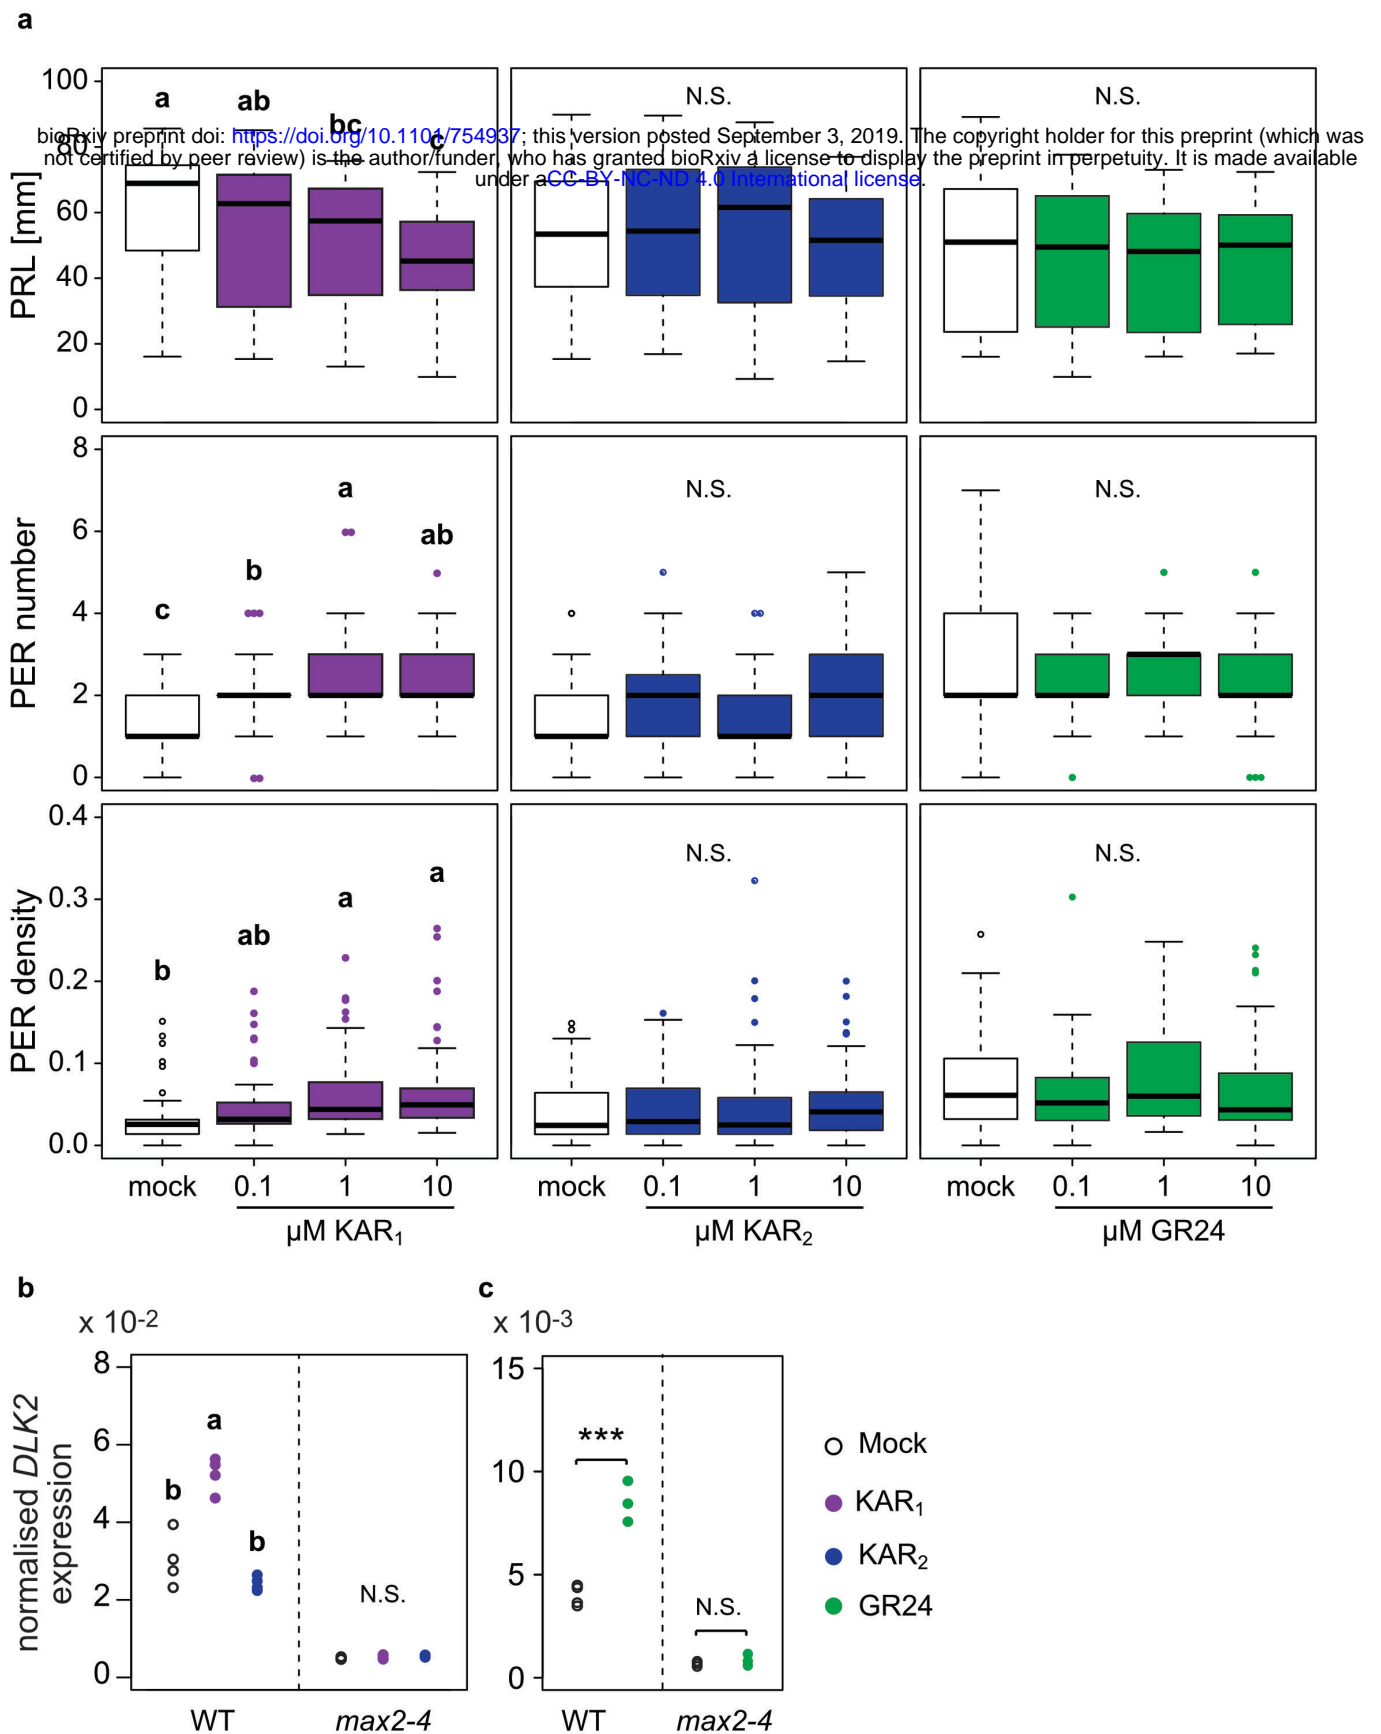 a
100
80
60
40
20
0
PRL [mm]
a
ab
bc
c
N.S.
N.S.
bioRxiv preprint doi: https://doi.org/10.1101/754937; this version posted September 3, 2019. The copyright holder for this preprint (which was
not certified by peer review) is the author/funder, who has granted bioRxiv a license to display the preprint in perpetuity. It is made available
under aCC-BY-NC-ND 4.0 International license.
8
6
4
2
0
PER number
c
b
a
ab
N.S.
N.S.
0.4
0.3
0.2
0.1
0.0
PER density
b
ab
a
a
N.S.
N.S.
mock 0.1 1 10 mock 0.1 1 10 mock 0.1 1 10
µM KAR1 µM KAR2 µM GR24
b
x 10-2
8
6
4
2
0
normalised DLK2
expression
b
a
b
N.S.
WT max2-4
c
x 10-3
15
10
5
0
***
N.S.
WT max2-4
Mock
KAR1
KAR2
GR24